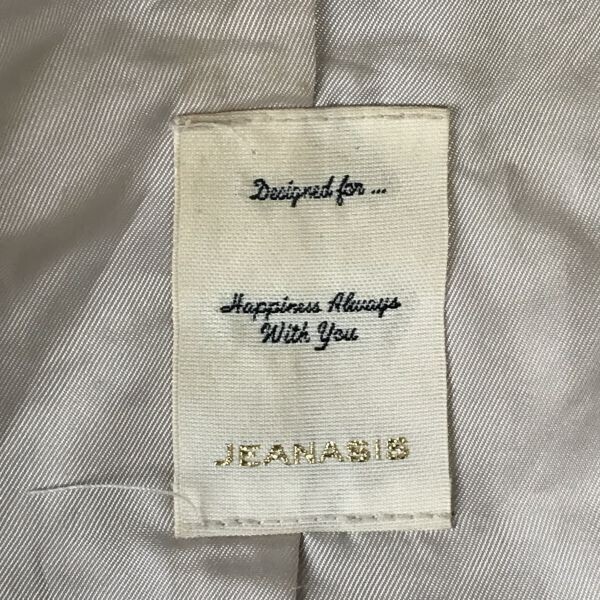 Designed for ...
Happiness Always
With You
JEANASIS